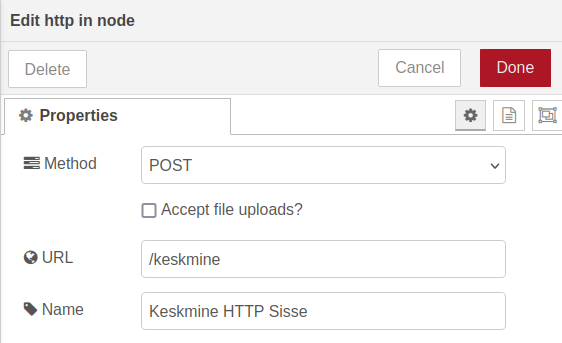 Edit http in node
Delete Cancel Done
Properties
Method POST
Accept file uploads?
URL /keskmine
Name Keskmine HTTP Sisse